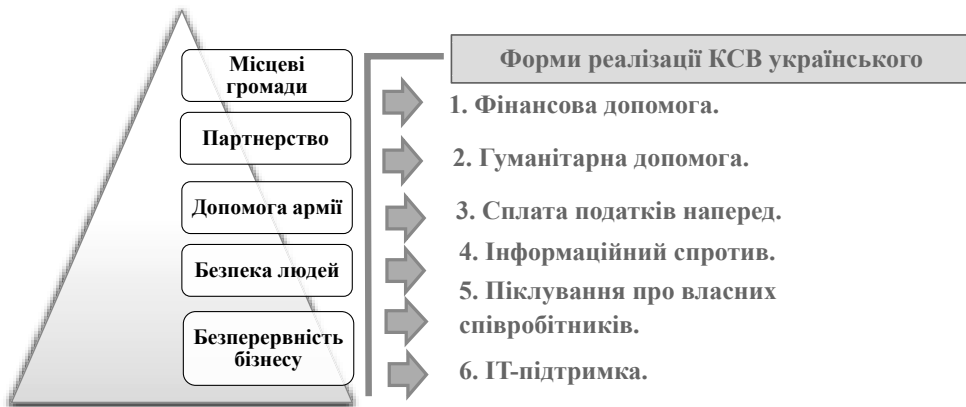 Місцеві
громади
Партнерство
Допомога армії
Безпека людей
Безперервність
бізнесу
Форми реалізації КСВ українського
1. Фінансова допомога.
2. Гуманітарна допомога.
3. Сплата податків наперед.
4. Інформаційний спротив.
5. Піклування про власних
співробітників.
6. ІТ-підтримка.